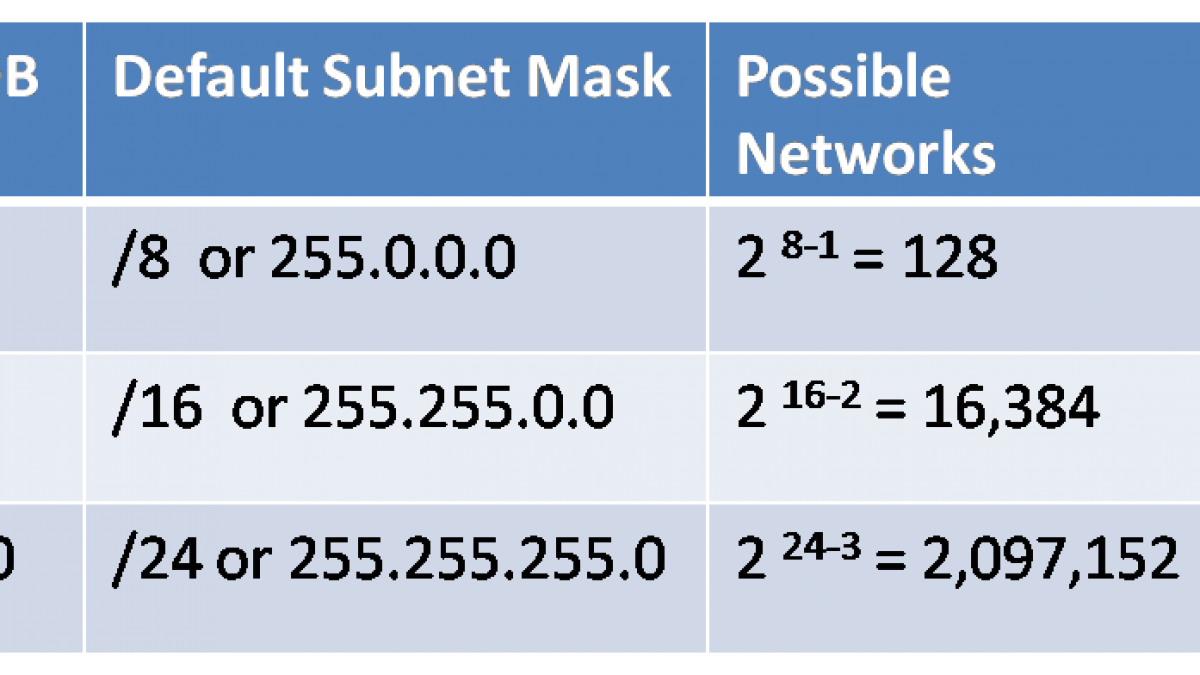 B Default Subnet Mask Possible
Networks
/8 or 255.0.0.0 2 8-1 = 128
/16 or 255.255.0.0 2 16-2 = 16,384
0 /24 or 255.255.255.0 2 24-3 = 2,097,152